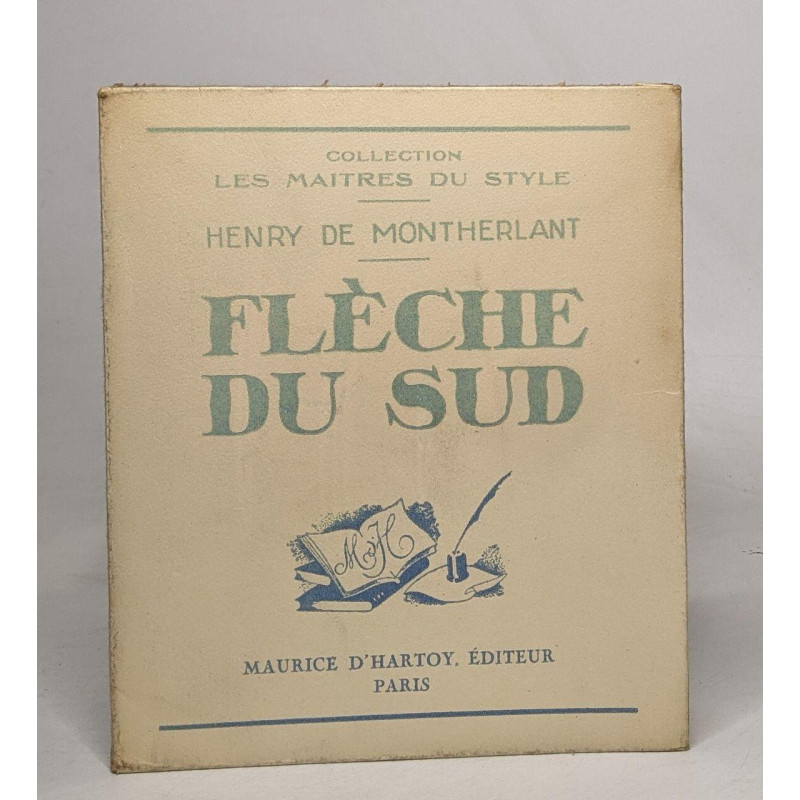 COLLECTION
LES MAITRES DU STYLE
HENRY DE MONTHERLANT
FLÈCHE
DU SUD
M d'H
MAURICE D'HARTOY, ÉDITEUR
PARIS